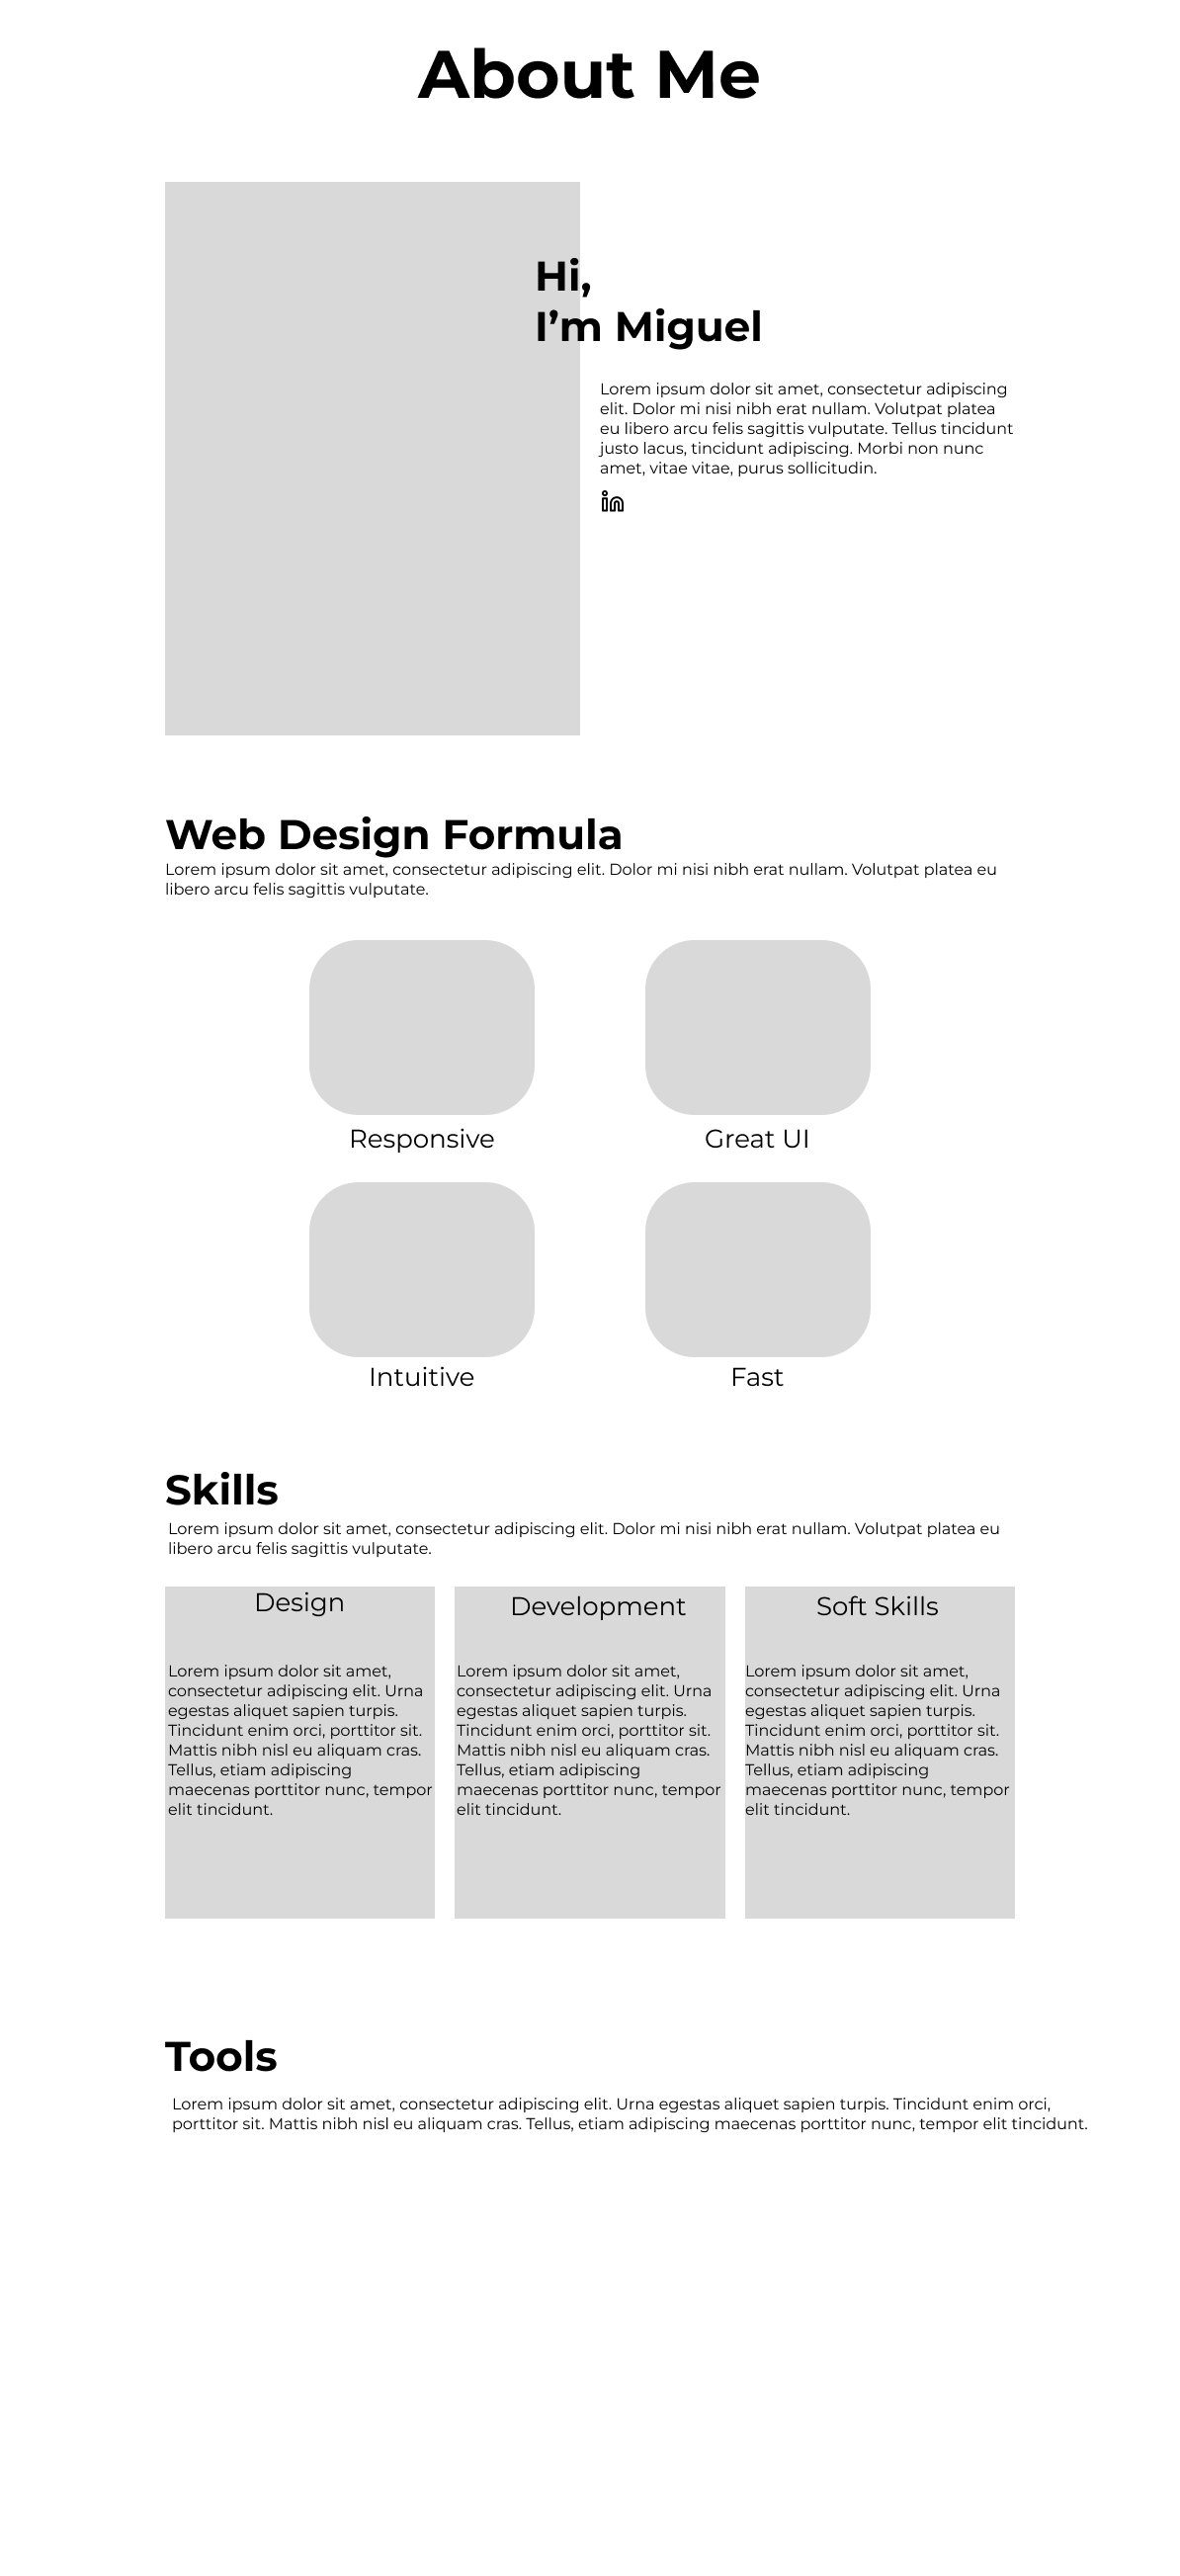 About Me
Hi,
I’m Miguel
Lorem ipsum dolor sit amet, consectetur adipiscing
elit. Dolor mi nisi nibh erat nullam. Volutpat platea
eu libero arcu felis sagittis vulputate. Tellus tincidunt
justo lacus, tincidunt adipiscing. Morbi non nunc
amet, vitae vitae, purus sollicitudin.
in
Web Design Formula
Lorem ipsum dolor sit amet, consectetur adipiscing elit. Dolor mi nisi nibh erat nullam. Volutpat platea eu
libero arcu felis sagittis vulputate.
Responsive
Great UI
Intuitive
Fast
Skills
Lorem ipsum dolor sit amet, consectetur adipiscing elit. Dolor mi nisi nibh erat nullam. Volutpat platea eu
libero arcu felis sagittis vulputate.
Design
Lorem ipsum dolor sit amet,
consectetur adipiscing elit. Urna
egestas aliquet sapien turpis.
Tincidunt enim orci, porttitor sit.
Mattis nibh nisl eu aliquam cras.
Tellus, etiam adipiscing
maecenas porttitor nunc, tempor
elit tincidunt.
Development
Lorem ipsum dolor sit amet,
consectetur adipiscing elit. Urna
egestas aliquet sapien turpis.
Tincidunt enim orci, porttitor sit.
Mattis nibh nisl eu aliquam cras.
Tellus, etiam adipiscing
maecenas porttitor nunc, tempor
elit tincidunt.
Soft Skills
Lorem ipsum dolor sit amet,
consectetur adipiscing elit. Urna
egestas aliquet sapien turpis.
Tincidunt enim orci, porttitor sit.
Mattis nibh nisl eu aliquam cras.
Tellus, etiam adipiscing
maecenas porttitor nunc, tempor
elit tincidunt.
Tools
Lorem ipsum dolor sit amet, consectetur adipiscing elit. Urna egestas aliquet sapien turpis. Tincidunt enim orci,
porttitor sit. Mattis nibh nisl eu aliquam cras. Tellus, etiam adipiscing maecenas porttitor nunc, tempor elit tincidunt.